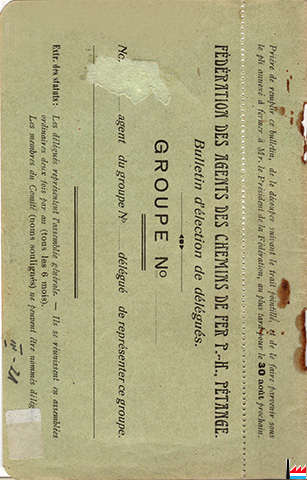 Prière de remplir ce bulletin, de le découper suivant le trait pointillé, et de le faire parvenir sous
le pli annexé à fermer à Mr. le Président de la Fédération, au plus tard pour le 30 août prochain.
FÉDÉRATION DES AGENTS DES CHEMINS DE FER P.-H. PÉTANGE.
Bulletin d'élection de délégués.
GROUPE No
No. agent du groupe No délégué de représenter ce groupe.
Extr. des statuts: Les délégués représentent l'assemblée générale. — Ils se réunissent en assemblées
ordinaires deux fois par an (tous les 6 mois).
Les membres du Comité (noms soulignés) ne peuvent être nommés délég